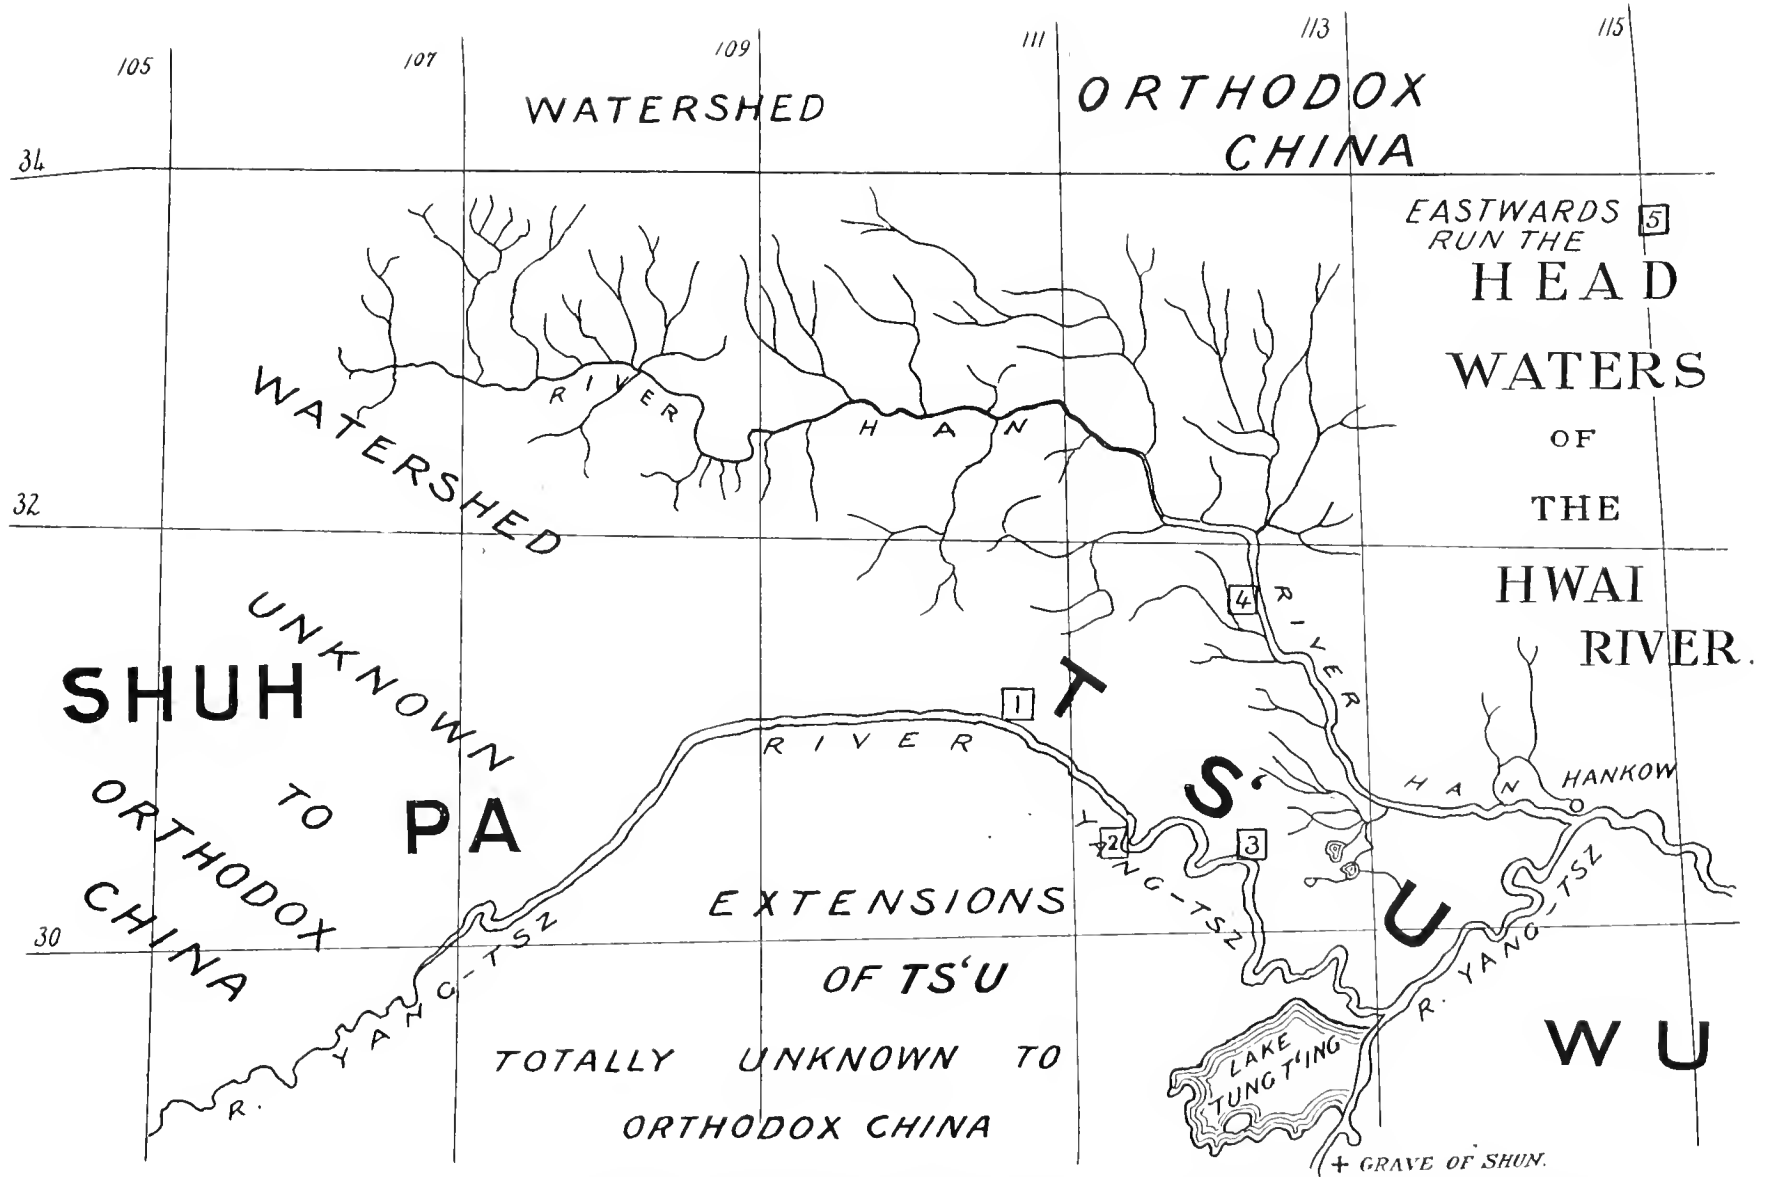 105
107
109
111
113
115
WATERSHED
ORTHODOX
CHINA
34
EASTWARDS
RUN THE
5
HEAD
WATERS
OF
THE
HWAI
RIVER.
RIVER
HAN
WATERSHED
32
UNKNOWN
TO
ORTHODOX
CHINA
SHUH
PA
4
RIVER
1
RIVER
TS'U
HAN
HANKOW
YANG-TSZ
2
3
EXTENSIONS
OF TS'U
TOTALLY UNKNOWN TO
ORTHODOX CHINA
30
R. YANG-TSZ
R. YANG-TSZ
WU
LAKE
TUNG T'ING
+ GRAVE OF SHUN.